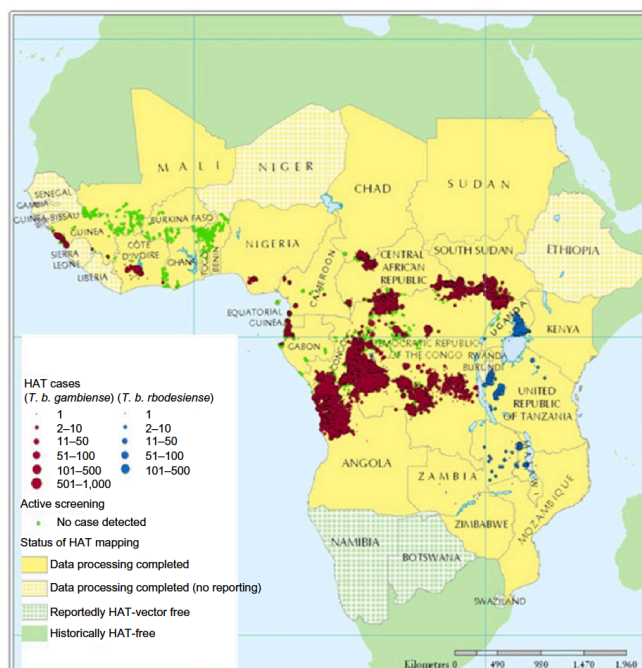 MALI
NIGER
CHAD
SUDAN
SENEGAL
GAMBIA
GUINEA-BISSAU
GUINEA
SIERRA
LEONE
LIBERIA
CÔTE
D'IVOIRE
BURKINA FASO
GHANA
TOGO
BENIN
NIGERIA
CAMEROON
CENTRAL
AFRICAN
REPUBLIC
SOUTH SUDAN
ETHIOPIA
EQUATORIAL
GUINEA
GABON
CONGO
DEMOCRATIC REPUBLIC
OF THE CONGO
UGANDA
KENYA
RWANDA
BURUNDI
UNITED
REPUBLIC
OF TANZANIA
ANGOLA
ZAMBIA
MALAWI
MOZAMBIQUE
ZIMBABWE
NAMIBIA
BOTSWANA
SWAZILAND
HAT cases
(T. b. gambiense) (T. b. rbodesiense)
1 1
2–10 2–10
11–50 11–50
51–100 51–100
101–500 101–500
501–1,000
Active screening
No case detected
Status of HAT mapping
Data processing completed
Data processing completed (no reporting)
Reportedly HAT-vector free
Historically HAT-free
Kilometres 0 490 980 1.470 1.960